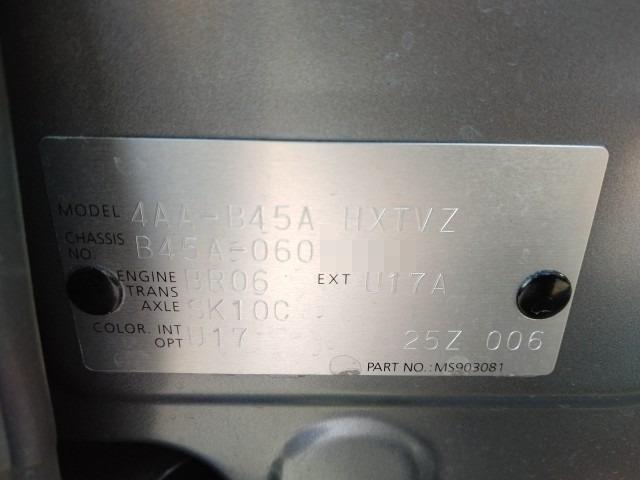 MODEL 4AA-B45A HXTVZ
CHASSIS NO. B45A-060
ENGINE BR06 EXT U17A
TRANS AXLE SK10C
COLOR. INT U17
OPT 25Z 006
PART NO.: MS903081